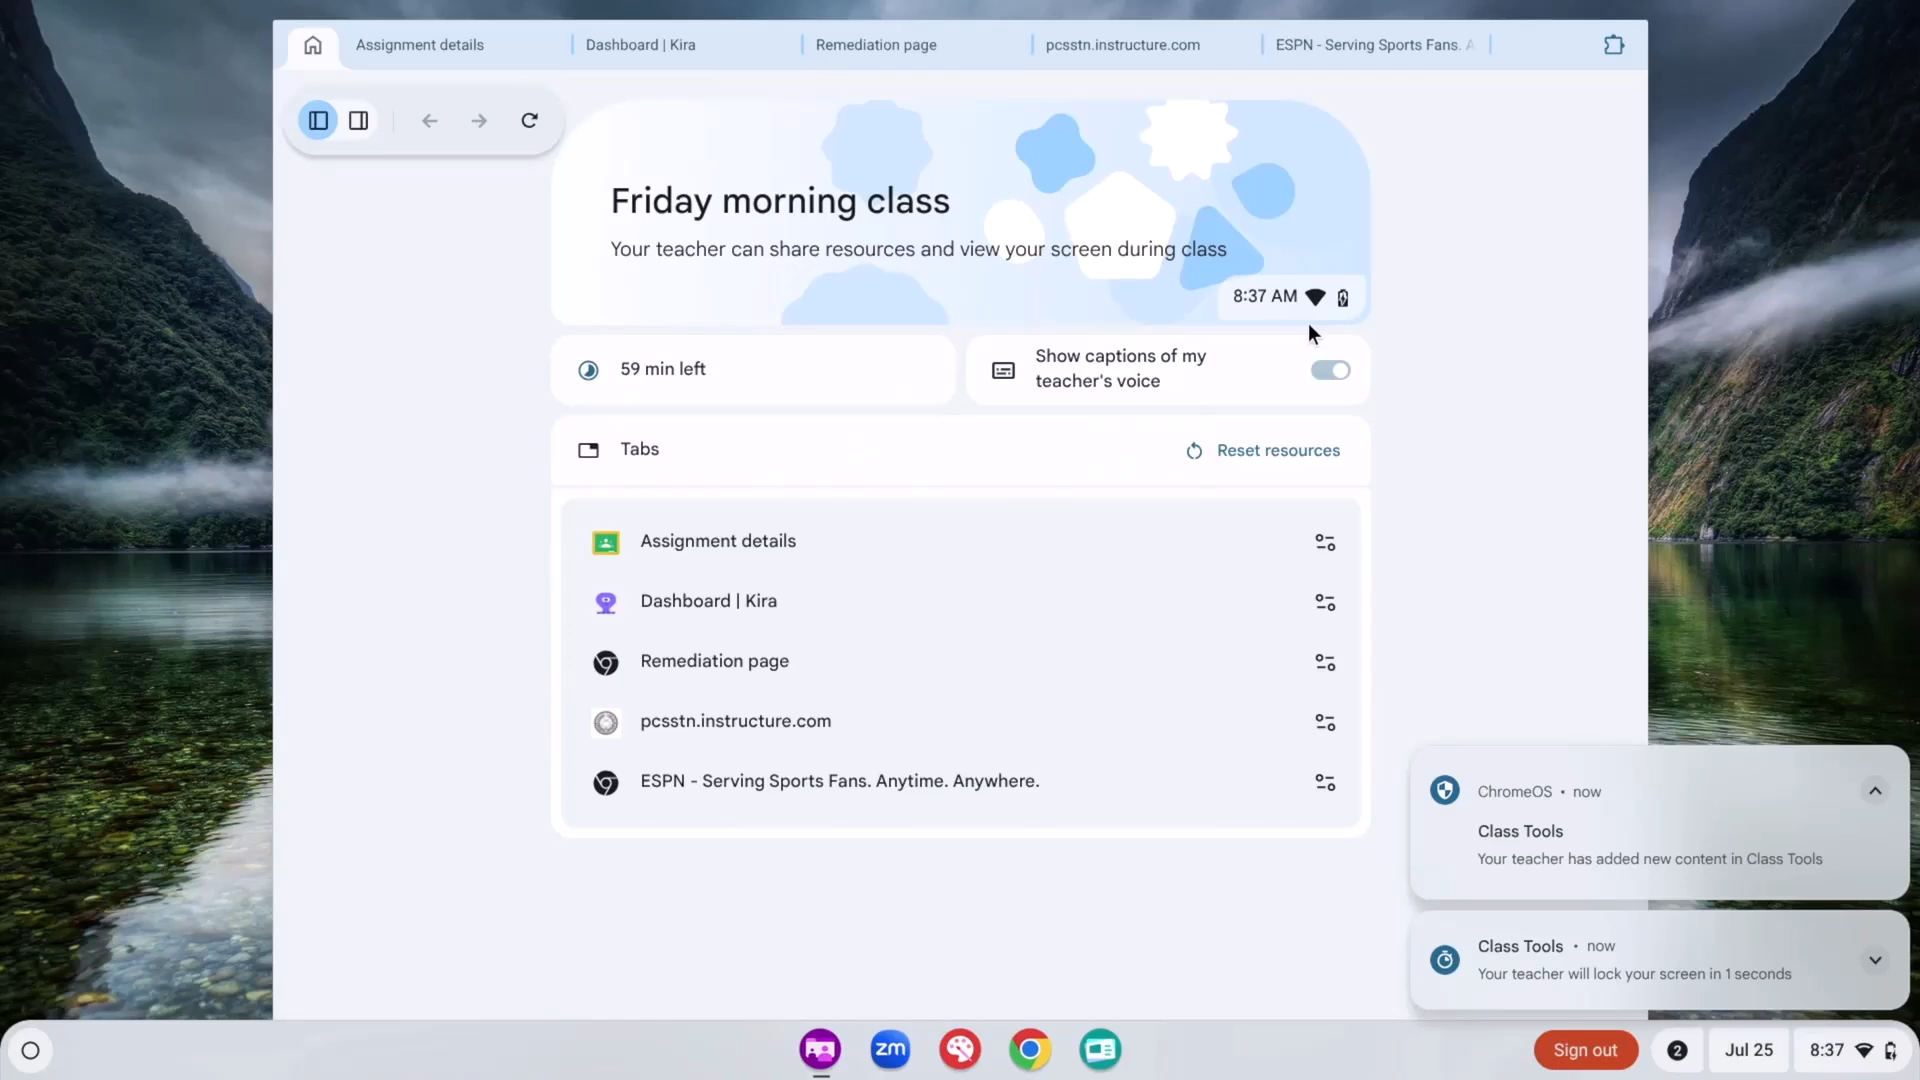 Assignment details
Dashboard | Kira
Remediation page
pcsstn.instructure.com
ESPN - Serving Sports Fans. A
Friday morning class
Your teacher can share resources and view your screen during class
8:37 AM
59 min left
Show captions of my
teacher's voice
Tabs
Reset resources
Assignment details
Dashboard | Kira
Remediation page
pcsstn.instructure.com
ESPN - Serving Sports Fans. Anytime. Anywhere.
ChromeOS • now
Class Tools
Your teacher has added new content in Class Tools
Class Tools • now
Your teacher will lock your screen in 1 seconds
zm
Sign out
2
Jul 25
8:37